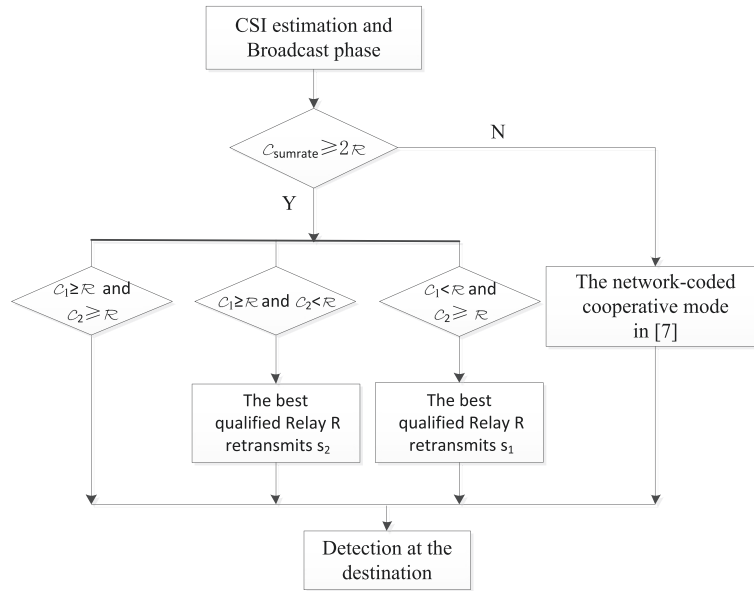 CSI estimation and
Broadcast phase
𝒞sumrate ≥ 2ℛ
N
Y
𝒞1≥ℛ and
𝒞2≥ℛ
𝒞1≥ℛ and 𝒞2<ℛ
𝒞1<ℛ and
𝒞2≥ ℛ
The network-coded
cooperative mode
in [7]
The best
qualified Relay R
retransmits s2
The best
qualified Relay R
retransmits s1
Detection at the
destination